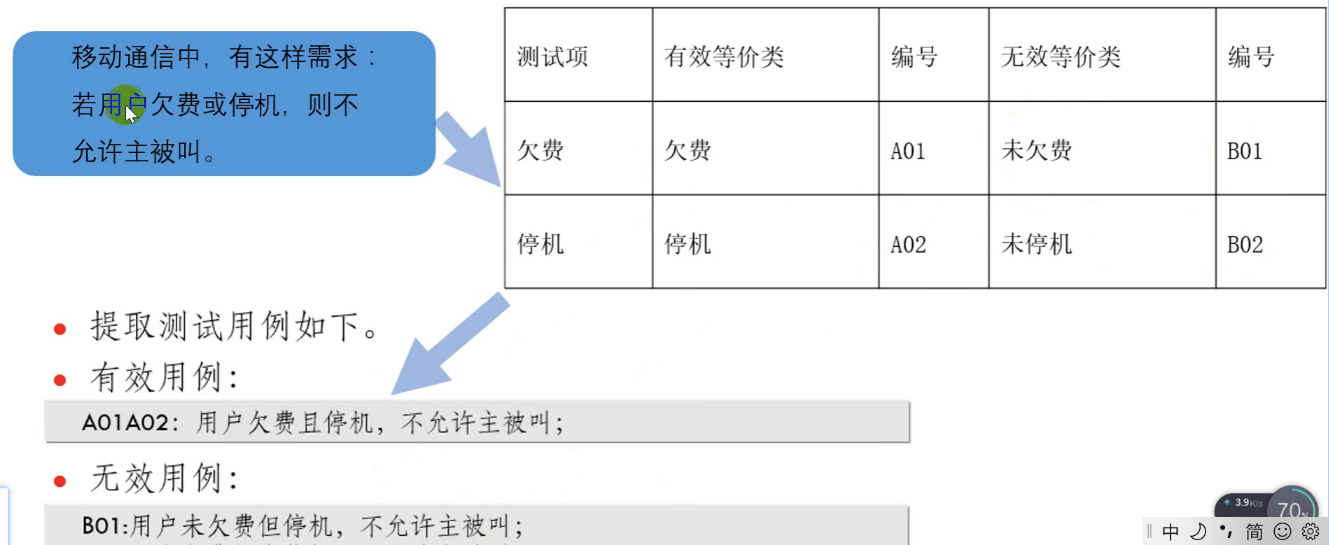 移动通信中，有这样需求：
若用户欠费或停机，则不
允许主被叫。
测试项 有效等价类 编号 无效等价类 编号
欠费 欠费 A01 未欠费 B01
停机 停机 A02 未停机 B02
• 提取测试用例如下。
• 有效用例：
A01A02：用户欠费且停机，不允许主被叫；
• 无效用例：
B01:用户未欠费但停机，不允许主被叫；
3.9K/s 70%
中 简